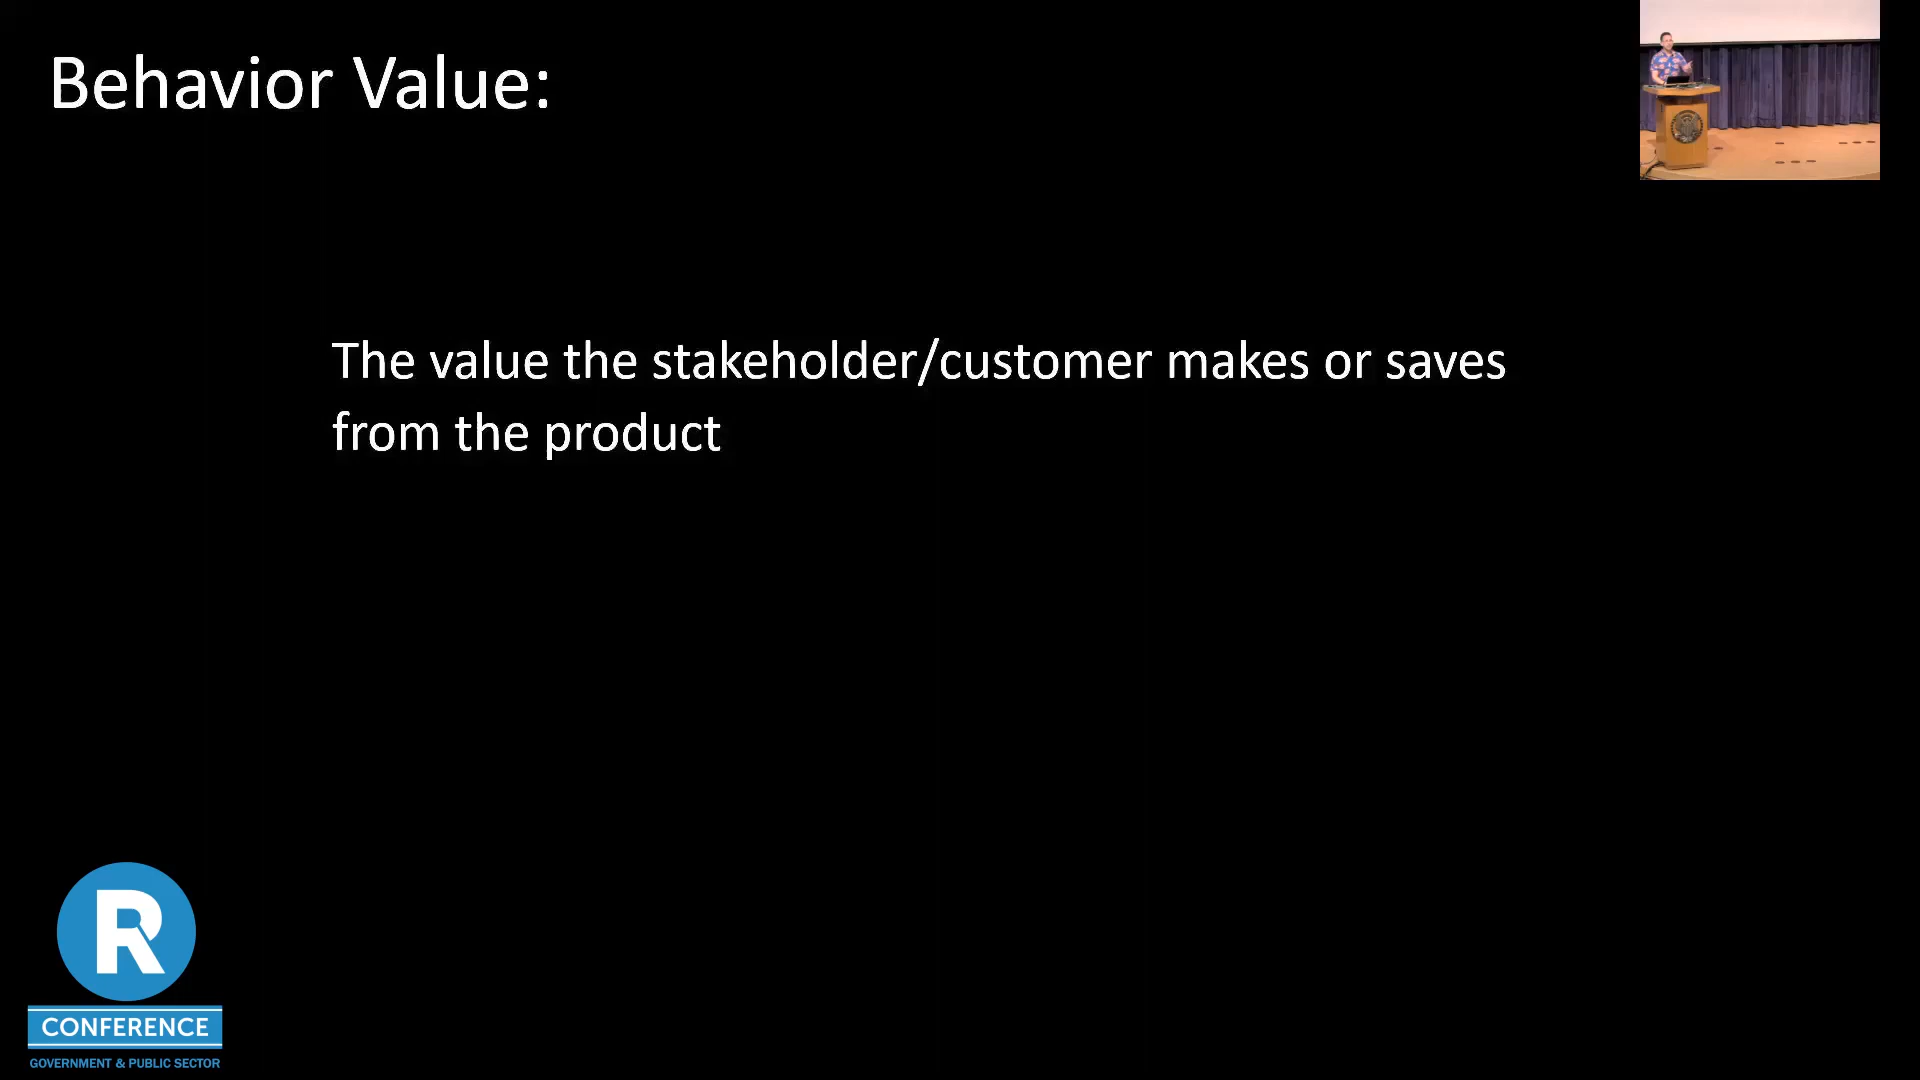 Behavior Value:
The value the stakeholder/customer makes or saves
from the product
R
CONFERENCE
GOVERNMENT & PUBLIC SECTOR